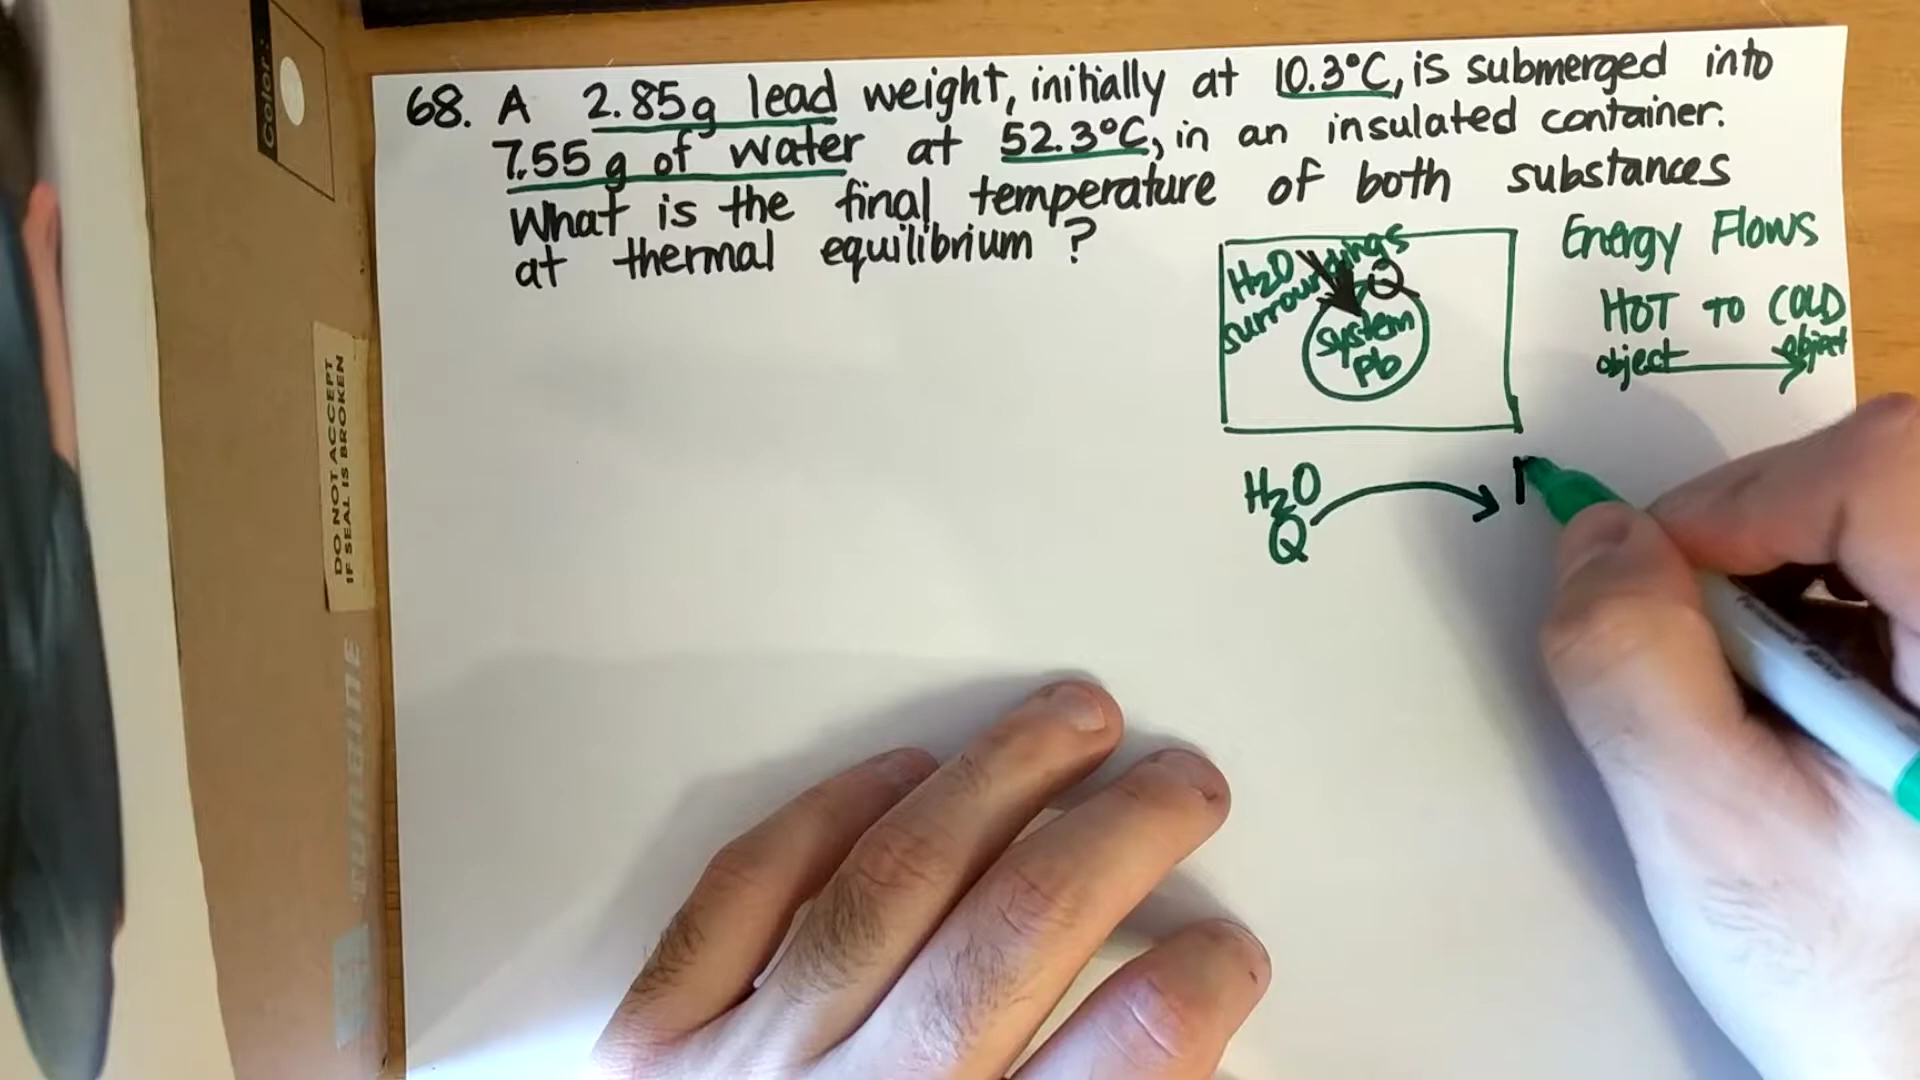 Color:
DO NOT ACCEPT
IF SEAL IS BROKEN
68. A 2.85g lead weight, initially at 10.3°C, is submerged into
7.55 g of water at 52.3°C, in an insulated container.
What is the final temperature of both substances
at thermal equilibrium?
H₂O
surroundings
Q
system
Pb
Energy Flows
HOT TO COLD
object object
H₂O
Q